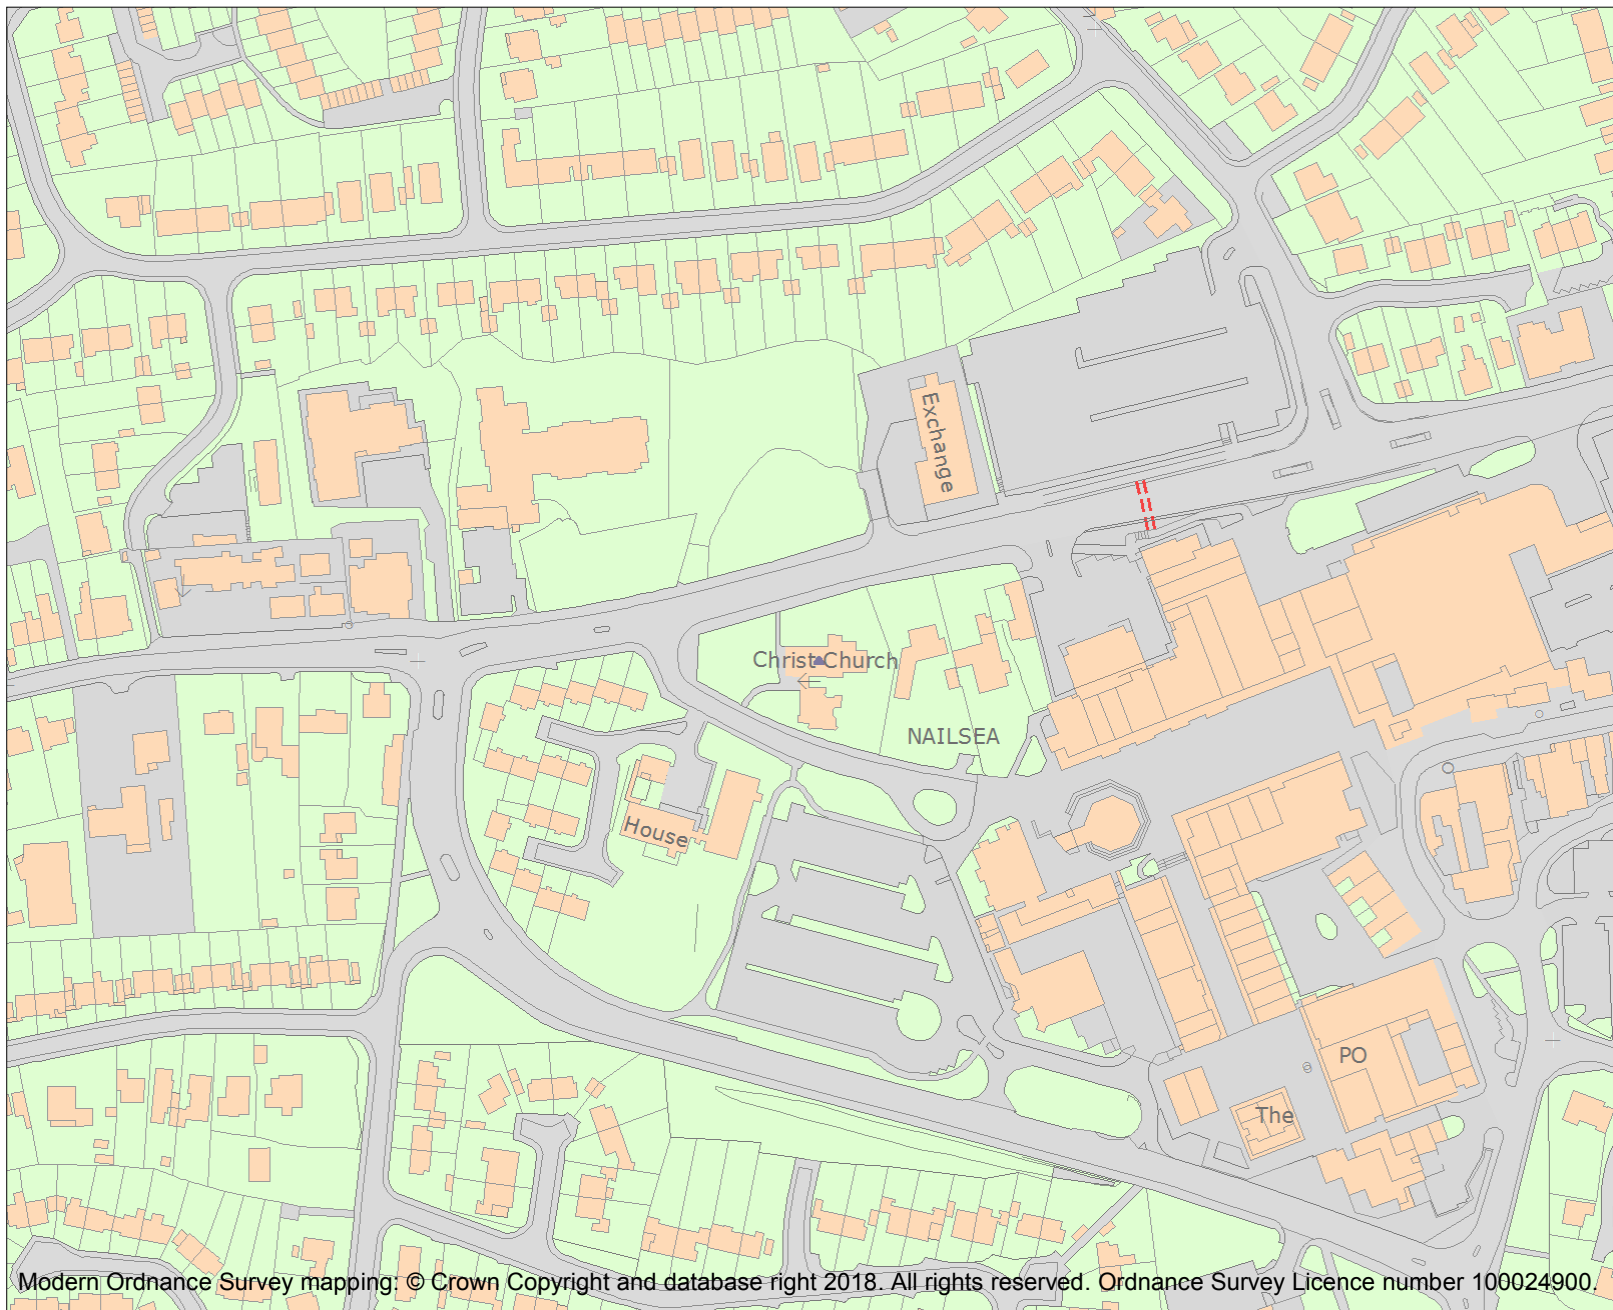 Exchange
Christ Church
NAILSEA
House
PO
The
Modern Ordnance Survey mapping: © Crown Copyright and database right 2018. All rights reserved. Ordnance Survey Licence number 100024900.